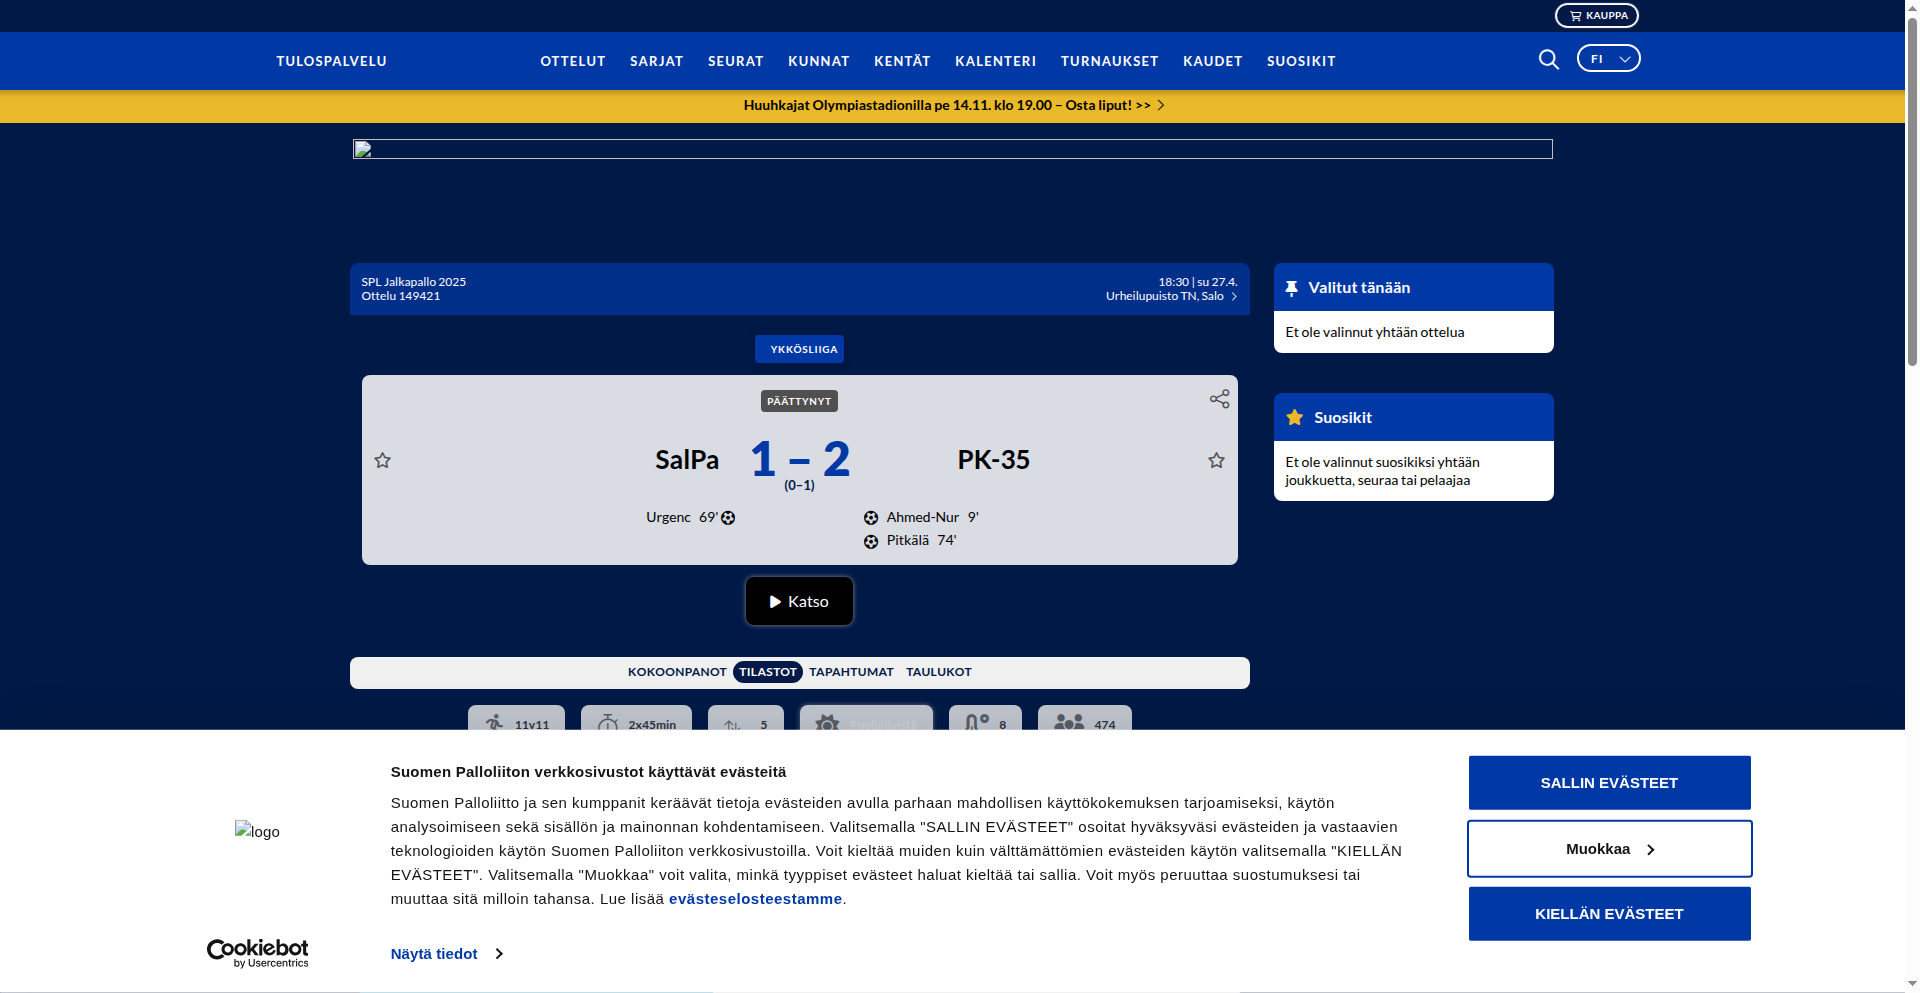 KAUPPA
TULOSPALVELU
OTTELUT SARJAT SEURAT KUNNAT KENTÄT KALENTERI TURNAUKSET KAUDET SUOSIKIT
FI
Huuhkajat Olympiastadionilla pe 14.11. klo 19.00 – Osta liput! >>
SPL Jalkapallo 2025
Ottelu 149421
18:30 | su 27.4.
Urheilupuisto TN, Salo
YKKÖSLIIGA
PÄÄTTYNYT
SalPa 1 – 2 PK-35
(0–1)
Urgenc 69'
Ahmed-Nur 9'
Pitkälä 74'
Katso
Valitut tänään
Et ole valinnut yhtään ottelua
Suosikit
Et ole valinnut suosikiksi yhtään
joukkuetta, seuraa tai pelaajaa
KOKOONPANOT TILASTOT TAPAHTUMAT TAULUKOT
11v11 2x45min 5 Puolipilvistä 8 474
logo
Cookiebot
by Usercentrics
Suomen Palloliiton verkkosivustot käyttävät evästeitä
Suomen Palloliitto ja sen kumppanit keräävät tietoja evästeiden avulla parhaan mahdollisen käyttökokemuksen tarjoamiseksi, käytön
analysoimiseen sekä sisällön ja mainonnan kohdentamiseen. Valitsemalla "SALLIN EVÄSTEET" osoitat hyväksyväsi evästeiden ja vastaavien
teknologioiden käytön Suomen Palloliiton verkkosivustoilla. Voit kieltää muiden kuin välttämättömien evästeiden käytön valitsemalla "KIELLÄN
EVÄSTEET". Valitsemalla "Muokkaa" voit valita, minkä tyyppiset evästeet haluat kieltää tai sallia. Voit myös peruuttaa suostumuksesi tai
muuttaa sitä milloin tahansa. Lue lisää evästeselosteestamme.
Näytä tiedot
SALLIN EVÄSTEET
Muokkaa
KIELLÄN EVÄSTEET